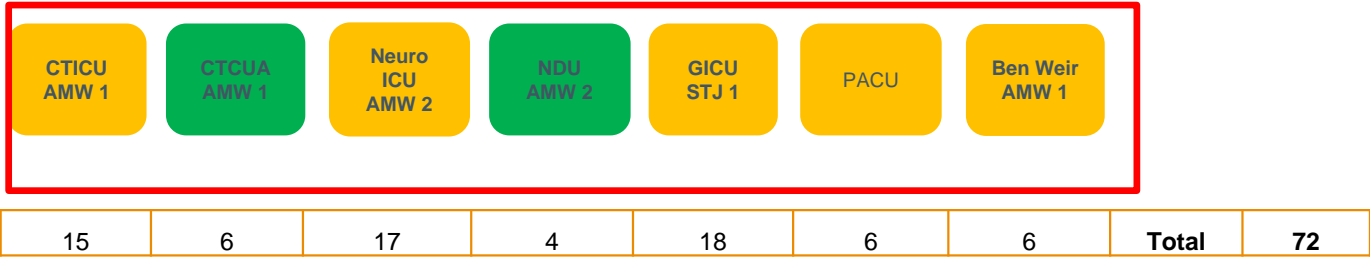 CTICU
AMW 1
CTCUA
AMW 1
Neuro
ICU
AMW 2
NDU
AMW 2
GICU
STJ 1
PACU
Ben Weir
AMW 1
15 6 17 4 18 6 6 Total 72